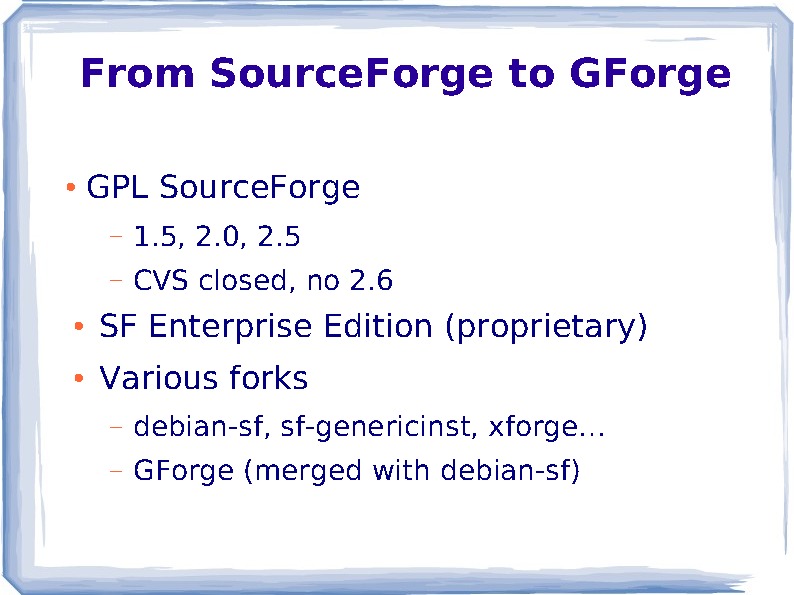 From SourceForge to GForge
• GPL SourceForge
– 1.5, 2.0, 2.5
– CVS closed, no 2.6
• SF Enterprise Edition (proprietary)
• Various forks
– debian-sf, sf-genericinst, xforge...
– GForge (merged with debian-sf)